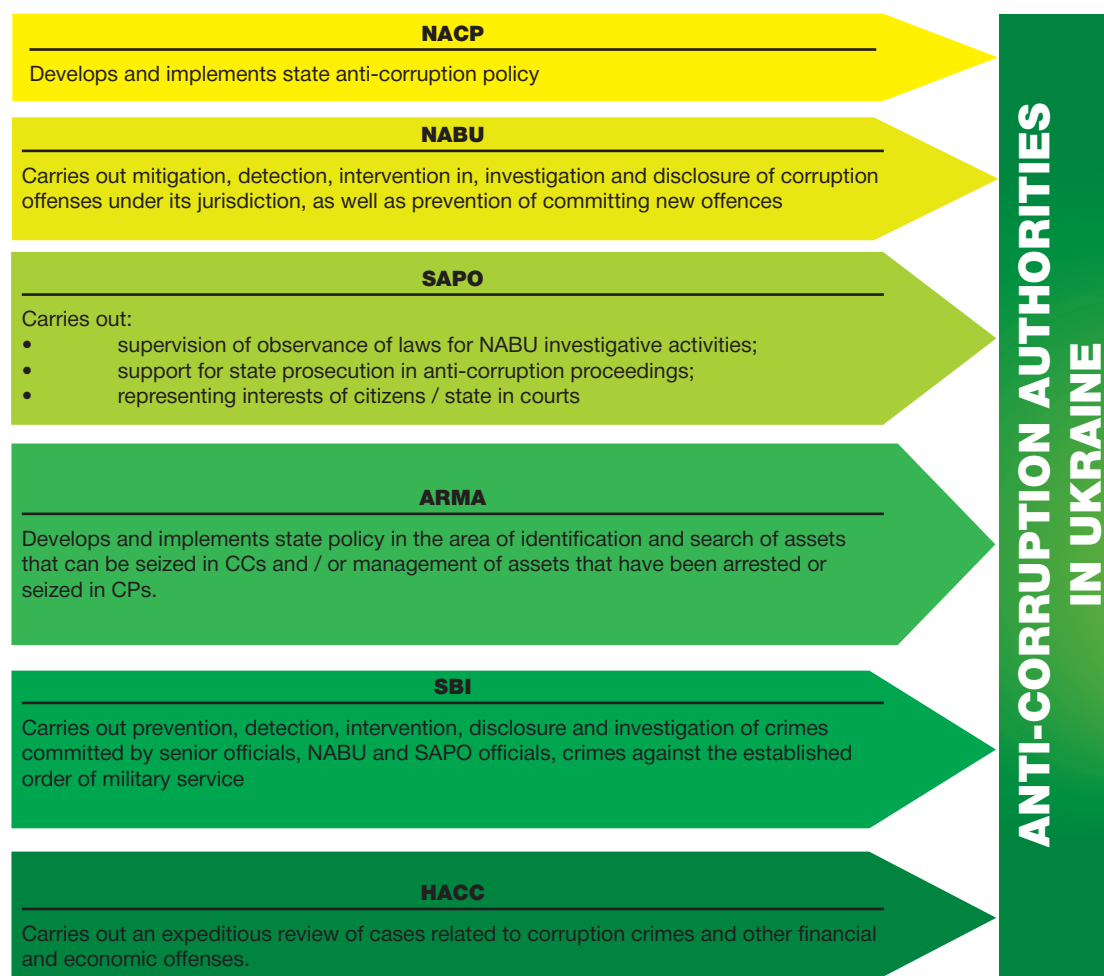 NACP
Develops and implements state anti-corruption policy
NABU
Carries out mitigation, detection, intervention in, investigation and disclosure of corruption
offenses under its jurisdiction, as well as prevention of committing new offences
SAPO
Carries out:
• supervision of observance of laws for NABU investigative activities;
• support for state prosecution in anti-corruption proceedings;
• representing interests of citizens / state in courts
ARMA
Develops and implements state policy in the area of identification and search of assets
that can be seized in CCs and / or management of assets that have been arrested or
seized in CPs.
SBI
Carries out prevention, detection, intervention, disclosure and investigation of crimes
committed by senior officials, NABU and SAPO officials, crimes against the established
order of military service
HACC
Carries out an expeditious review of cases related to corruption crimes and other financial
and economic offenses.
ANTI-CORRUPTION AUTHORITIES
IN UKRAINE